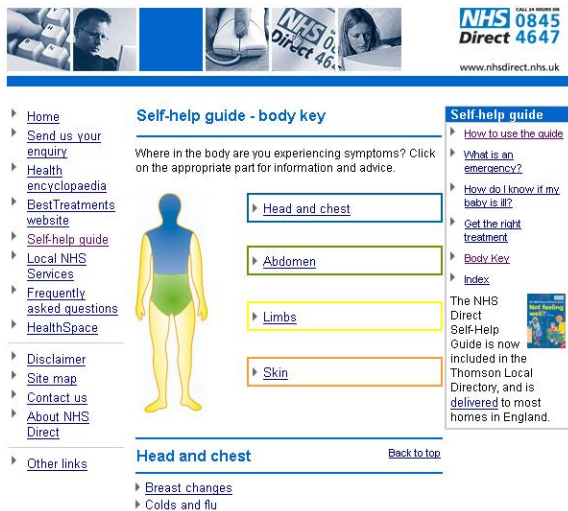 NHS
Direct
CALL 24 HOURS ON
0845
4647
www.nhsdirect.nhs.uk
Home
Send us your
enquiry
Health
encyclopaedia
BestTreatments
website
Self-help guide
Local NHS
Services
Frequently
asked questions
HealthSpace
Disclaimer
Site map
Contact us
About NHS
Direct
Other links
Self-help guide - body key
Where in the body are you experiencing symptoms? Click
on the appropriate part for information and advice.
Head and chest
Abdomen
Limbs
Skin
Head and chest
Back to top
Breast changes
Colds and flu
Self-help guide
How to use the guide
What is an
emergency?
How do I know if my
baby is ill?
Get the right
treatment
Body Key
Index
The NHS
Direct
Self-Help
Guide is now
included in the
Thomson Local
Directory, and is
delivered to most
homes in England.
Not feeling
well?